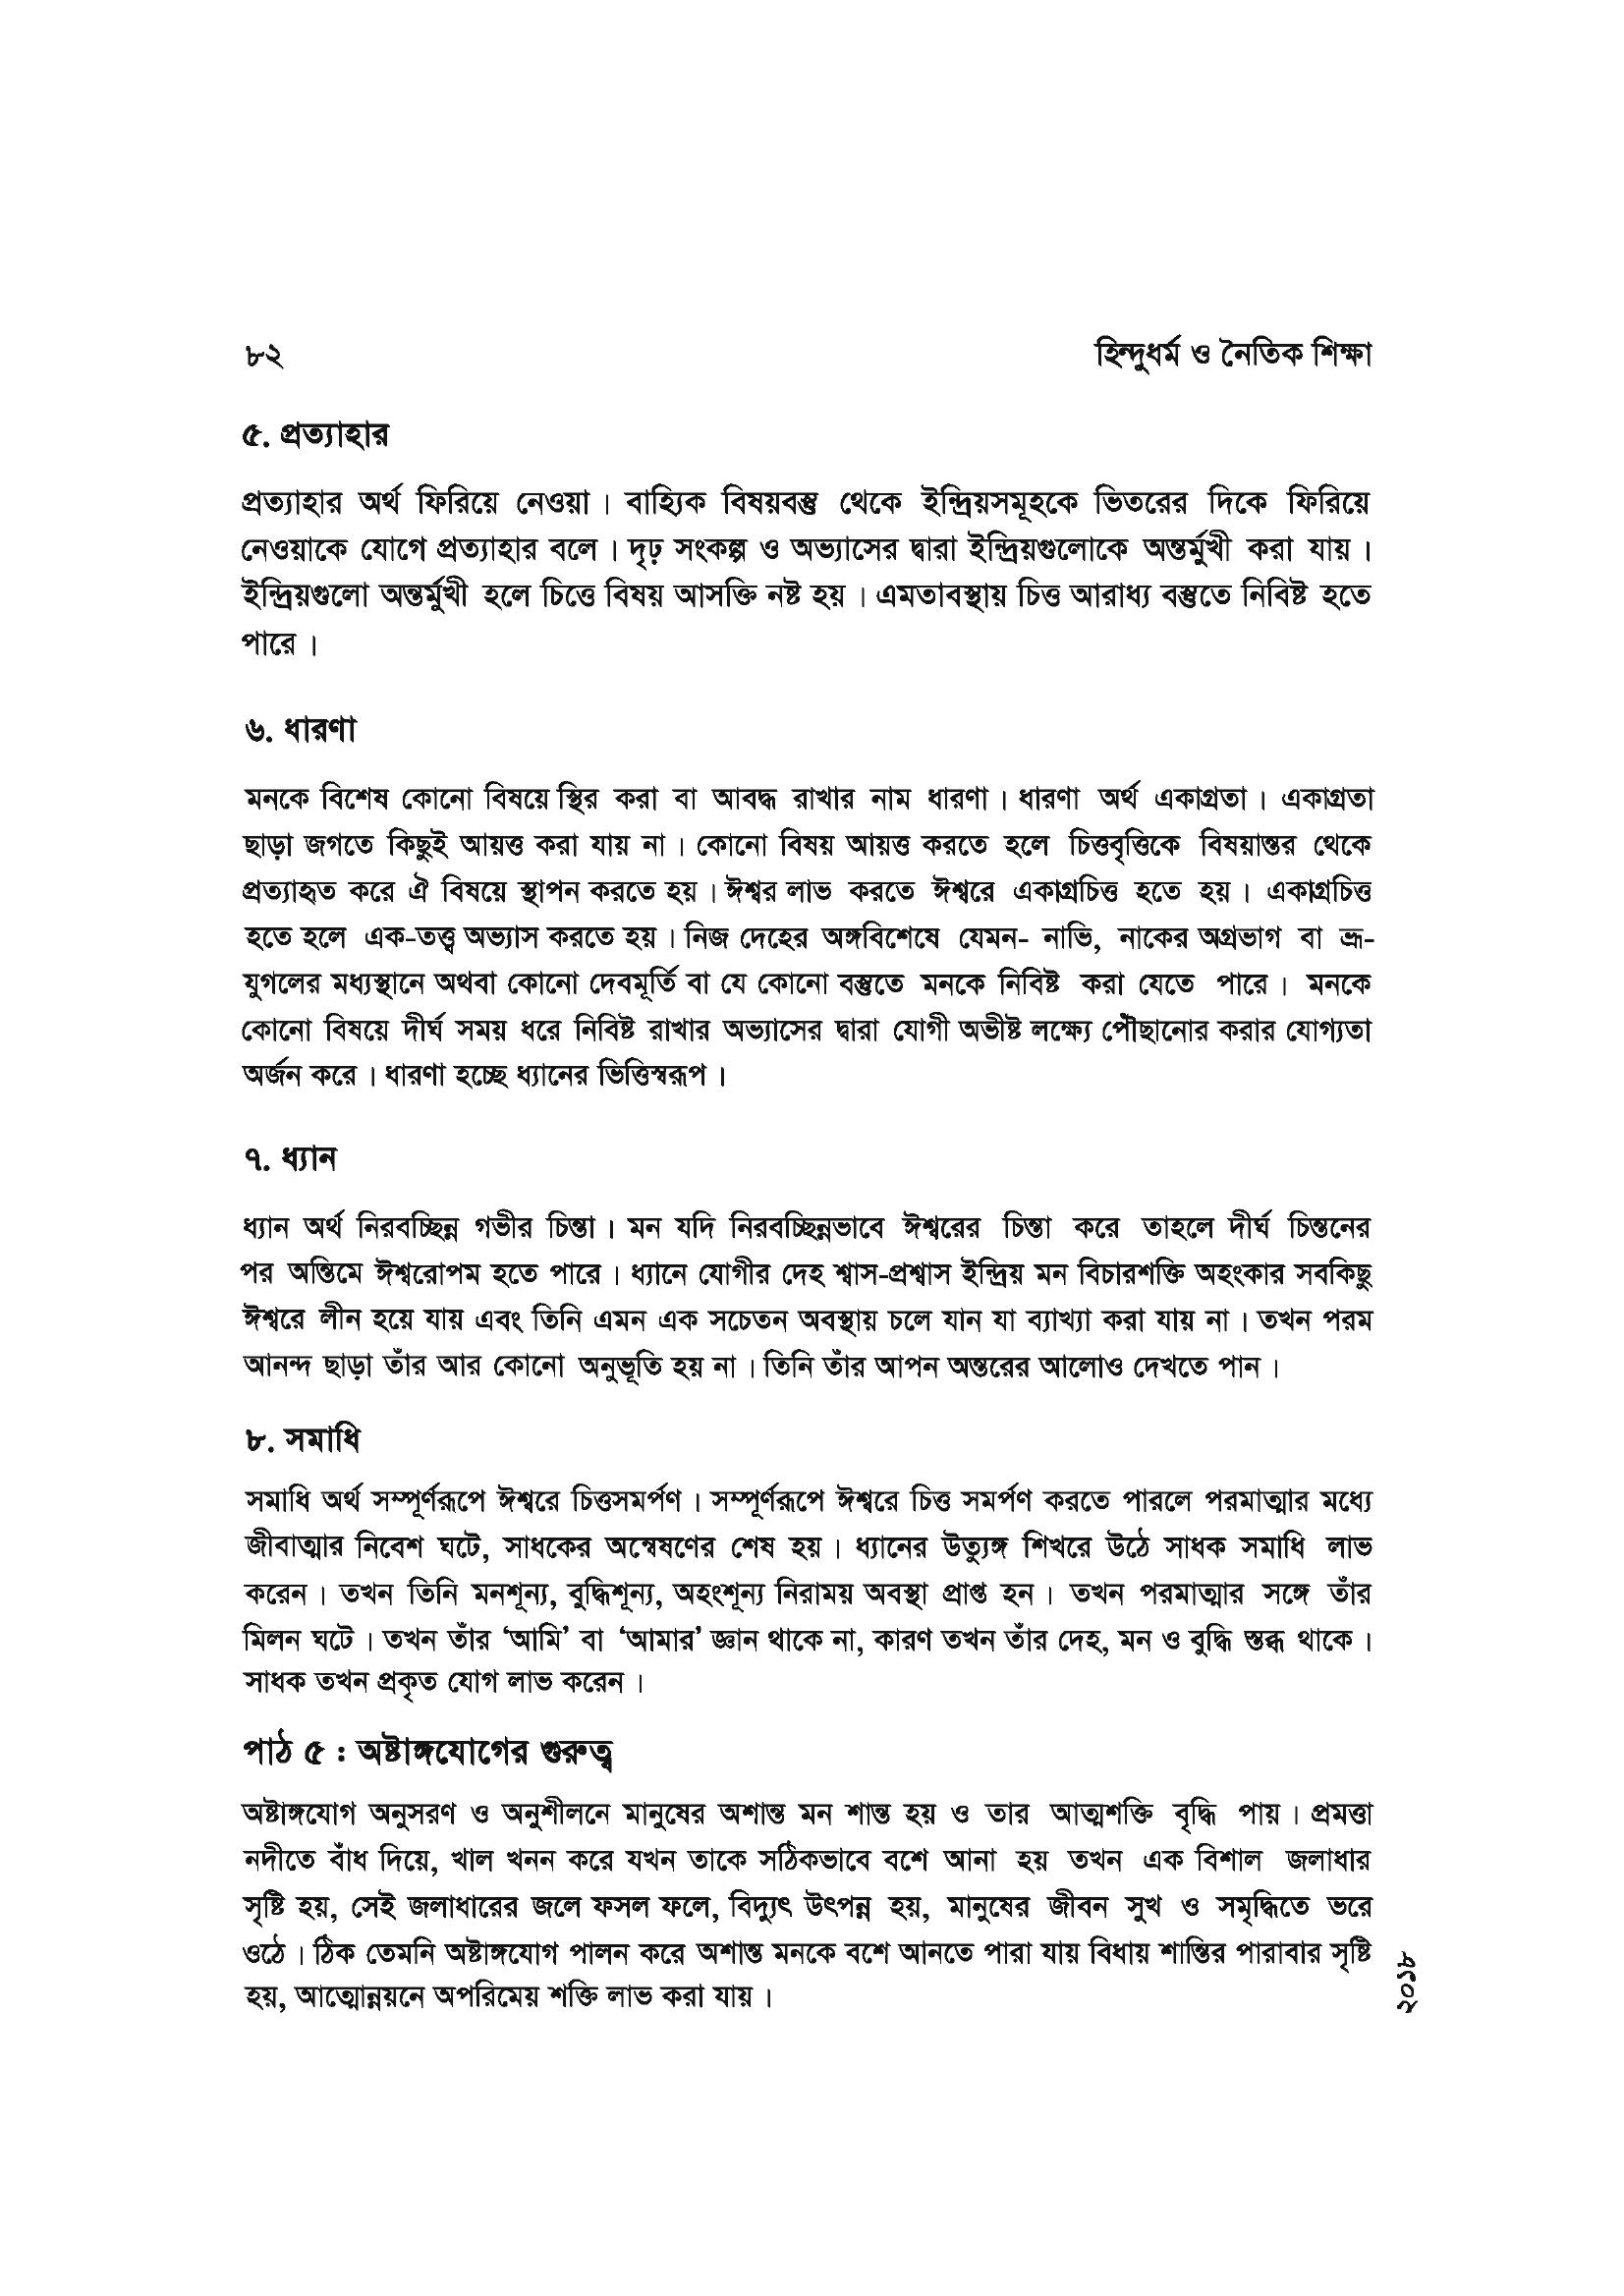 ৮২ হিন্দুধর্ম ও নৈতিক শিক্ষা
৫. প্রত্যাহার
প্রত্যাহার অর্থ ফিরিয়ে নেওয়া। বাহ্যিক বিষয়বস্তু থেকে ইন্দ্রিয়সমূহকে ভিতরের দিকে ফিরিয়ে
নেওয়াকে যোগে প্রত্যাহার বলে। দৃঢ় সংকল্প ও অভ্যাসের দ্বারা ইন্দ্রিয়গুলোকে অন্তর্মুখী করা যায়।
ইন্দ্রিয়গুলো অন্তর্মুখী হলে চিত্তে বিষয় আসক্তি নষ্ট হয়। এমতাবস্থায় চিত্ত আরাধ্য বস্তুতে নিবিষ্ট হতে
পারে।
৬. ধারণা
মনকে বিশেষ কোনো বিষয়ে স্থির করা বা আবদ্ধ রাখার নাম ধারণা। ধারণা অর্থ একাগ্রতা। একাগ্রতা
ছাড়া জগতে কিছুই আয়ত্ত করা যায় না। কোনো বিষয় আয়ত্ত করতে হলে চিত্তবৃত্তিকে বিষয়ান্তর থেকে
প্রত্যাহৃত করে ঐ বিষয়ে স্থাপন করতে হয়। ঈশ্বর লাভ করতে ঈশ্বরে একাগ্রচিত্ত হতে হয়। একাগ্রচিত্ত
হতে হলে এক-তত্ত্ব অভ্যাস করতে হয়। নিজ দেহের অঙ্গবিশেষে যেমন- নাভি, নাকের অগ্রভাগ বা ভ্রূ-
যুগলের মধ্যস্থানে অথবা কোনো দেবমূর্তি বা যে কোনো বস্তুতে মনকে নিবিষ্ট করা যেতে পারে। মনকে
কোনো বিষয়ে দীর্ঘ সময় ধরে নিবিষ্ট রাখার অভ্যাসের দ্বারা যোগী অভীষ্ট লক্ষ্যে পৌঁছানোর করার যোগ্যতা
অর্জন করে। ধারণা হচ্ছে ধ্যানের ভিত্তিস্বরূপ।
৭. ধ্যান
ধ্যান অর্থ নিরবচ্ছিন্ন গভীর চিন্তা। মন যদি নিরবচ্ছিন্নভাবে ঈশ্বরের চিন্তা করে তাহলে দীর্ঘ চিন্তনের
পর অন্তিমে ঈশ্বরোপম হতে পারে। ধ্যানে যোগীর দেহ শ্বাস-প্রশ্বাস ইন্দ্রিয় মন বিচারশক্তি অহংকার সবকিছু
ঈশ্বরে লীন হয়ে যায় এবং তিনি এমন এক সচেতন অবস্থায় চলে যান যা ব্যাখ্যা করা যায় না। তখন পরম
আনন্দ ছাড়া তাঁর আর কোনো অনুভূতি হয় না। তিনি তাঁর আপন অন্তরের আলোও দেখতে পান।
৮. সমাধি
সমাধি অর্থ সম্পূর্ণরূপে ঈশ্বরে চিত্তসমর্পণ। সম্পূর্ণরূপে ঈশ্বরে চিত্ত সমর্পণ করতে পারলে পরমাত্মার মধ্যে
জীবাত্মার নিবেশ ঘটে, সাধকের অন্বেষণের শেষ হয়। ধ্যানের উত্যুঙ্গ শিখরে উঠে সাধক সমাধি লাভ
করেন। তখন তিনি মনশূন্য, বুদ্ধিশূন্য, অহংশূন্য নিরাময় অবস্থা প্রাপ্ত হন। তখন পরমাত্মার সঙ্গে তাঁর
মিলন ঘটে। তখন তাঁর ‘আমি’ বা ‘আমার’ জ্ঞান থাকে না, কারণ তখন তাঁর দেহ, মন ও বুদ্ধি স্তব্ধ থাকে।
সাধক তখন প্রকৃত যোগ লাভ করেন।
পাঠ ৫ : অষ্টাঙ্গযোগের গুরুত্ব
অষ্টাঙ্গযোগ অনুসরণ ও অনুশীলনে মানুষের অশান্ত মন শান্ত হয় ও তার আত্মশক্তি বৃদ্ধি পায়। প্রমত্তা
নদীতে বাঁধ দিয়ে, খাল খনন করে যখন তাকে সঠিকভাবে বশে আনা হয় তখন এক বিশাল জলাধার
সৃষ্টি হয়, সেই জলাধারের জলে ফসল ফলে, বিদ্যুৎ উৎপন্ন হয়, মানুষের জীবন সুখ ও সমৃদ্ধিতে ভরে
ওঠে। ঠিক তেমনি অষ্টাঙ্গযোগ পালন করে অশান্ত মনকে বশে আনতে পারা যায় বিধায় শান্তির পারাবার সৃষ্টি
হয়, আত্মোন্নয়নে অপরিমেয় শক্তি লাভ করা যায়।
২০১৮